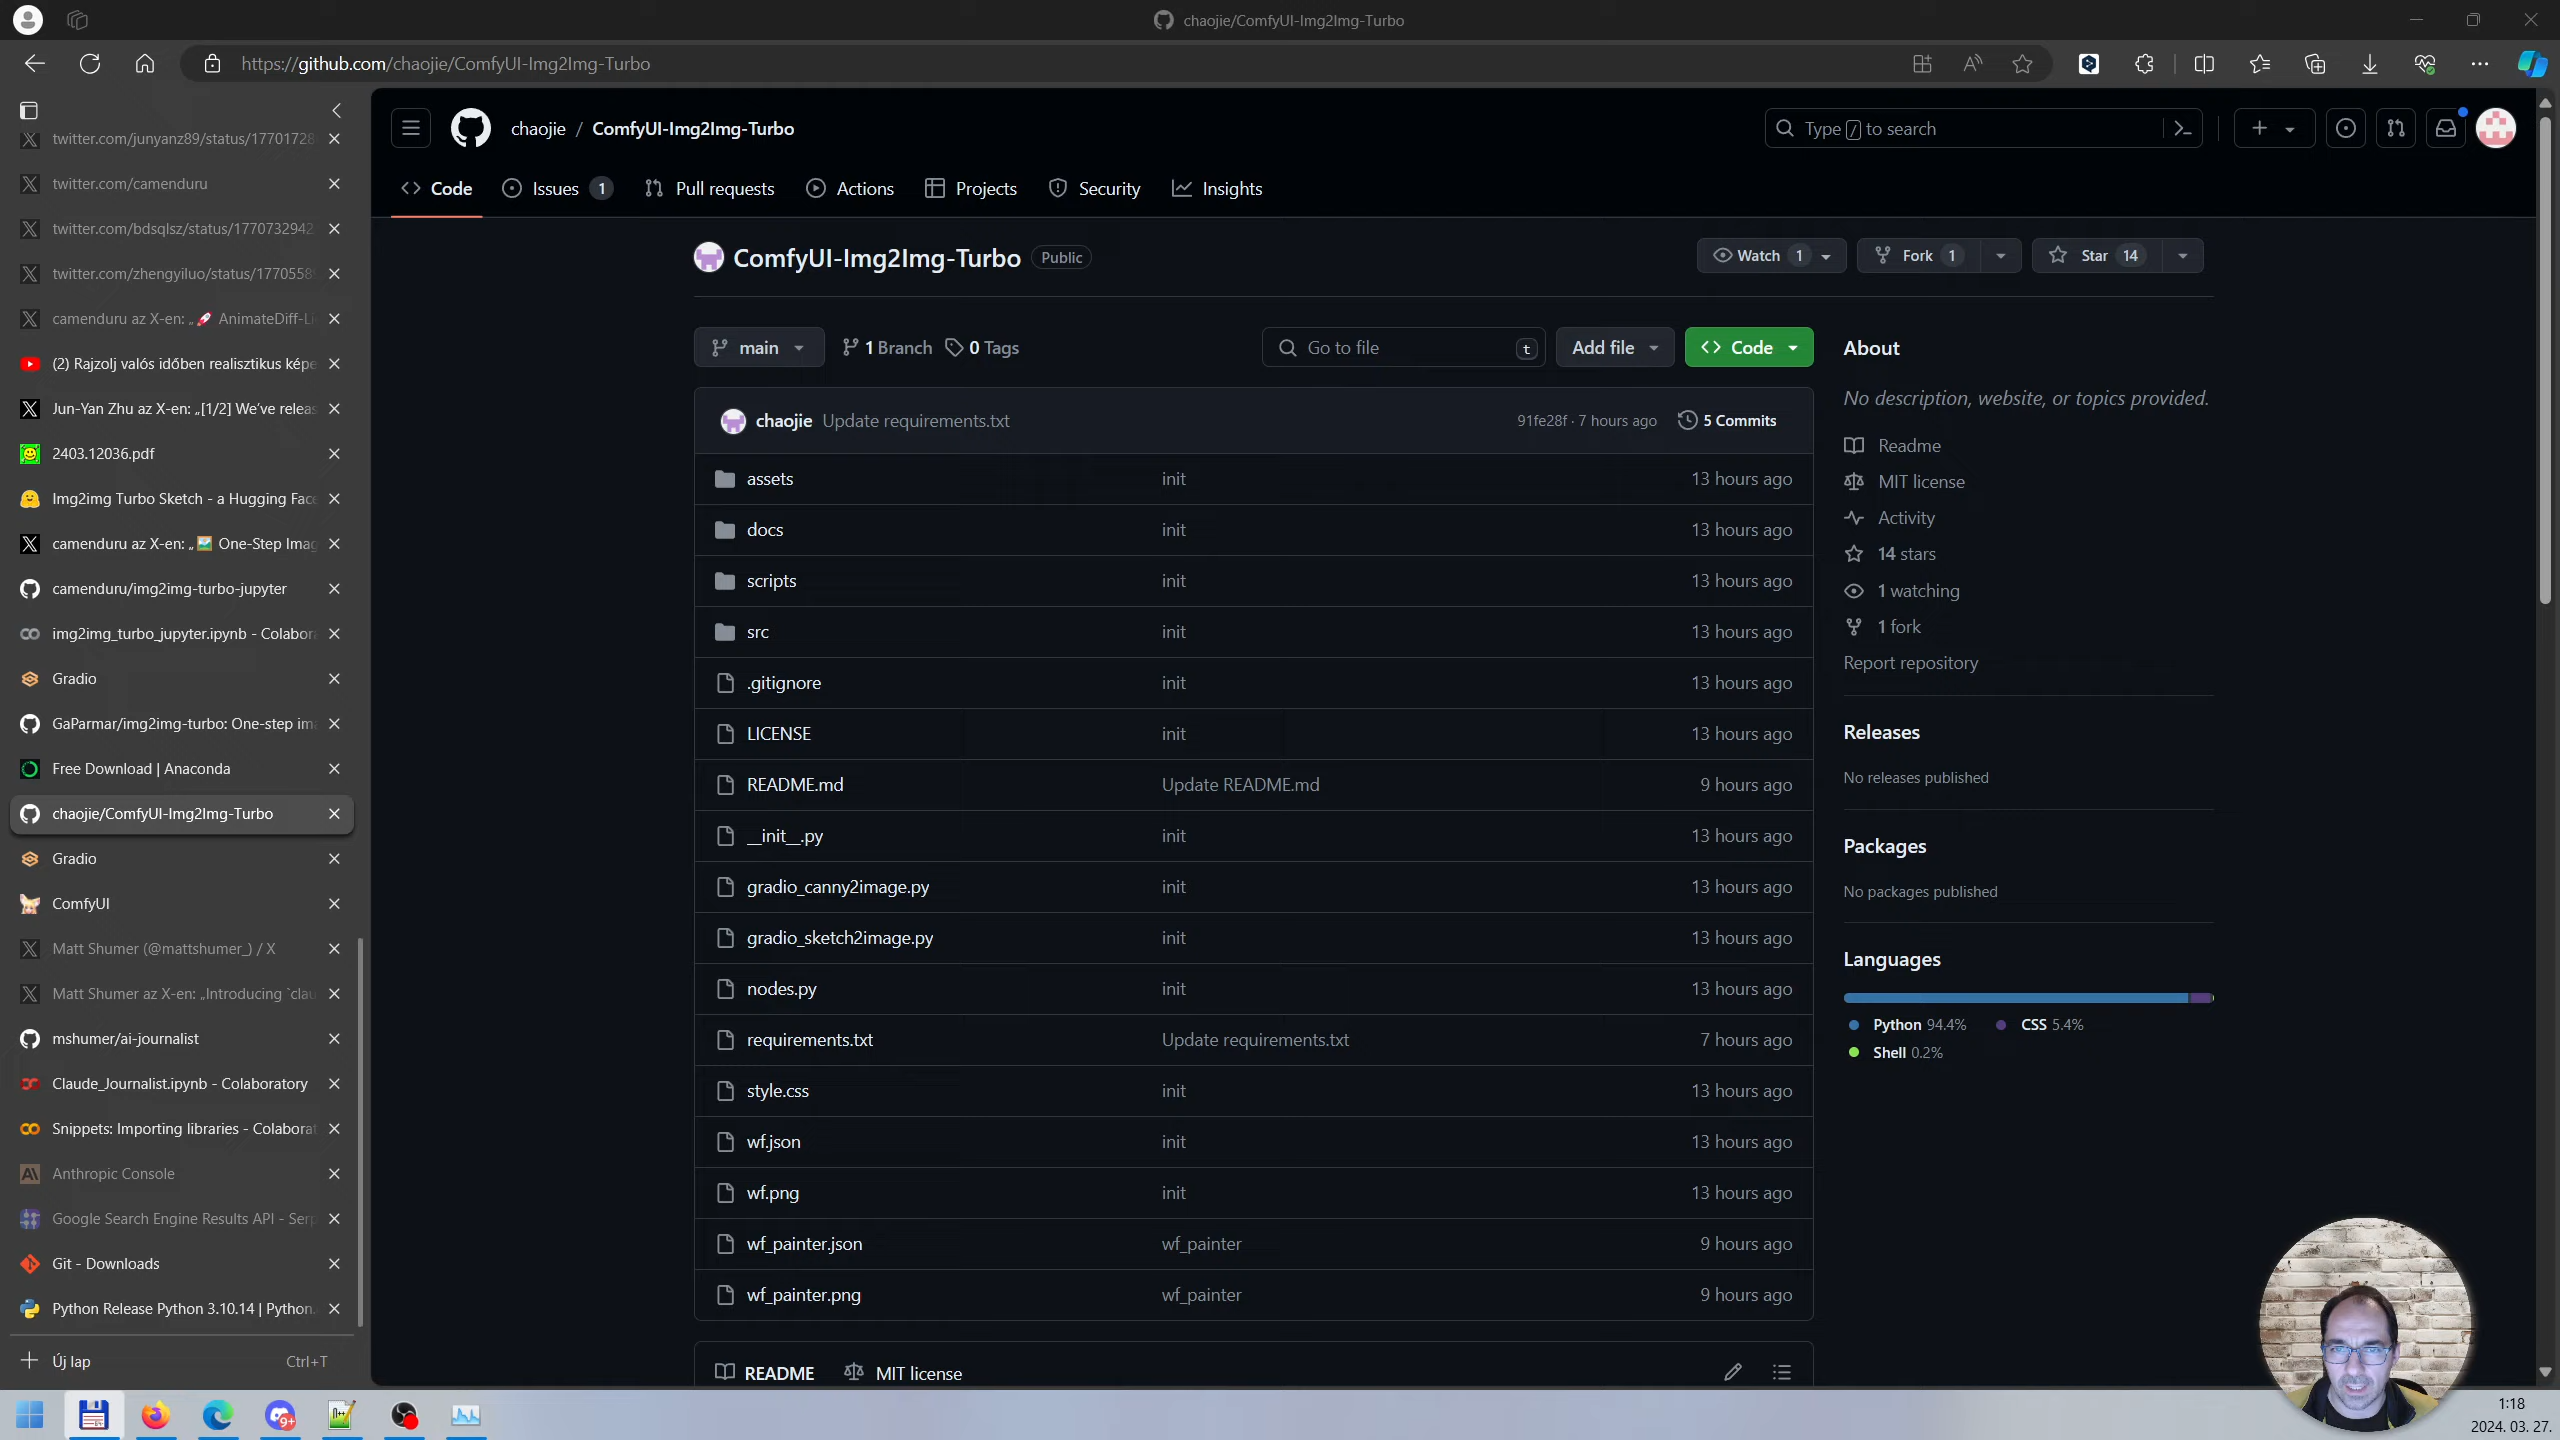 chaojie/ComfyUI-Img2Img-Turbo
https://github.com/chaojie/ComfyUI-Img2Img-Turbo
twitter.com/junyanz89/status/1770172
twitter.com/camenduru
twitter.com/bdsqlsz/status/1770732942
twitter.com/zhengyiluo/status/177055
camenduru az X-en: „🚀 AnimateDiff-Li
(2) Rajzolj valós időben realisztikus képe
Jun-Yan Zhu az X-en: „[1/2] We've releas
2403.12036.pdf
Img2img Turbo Sketch - a Hugging Face
camenduru az X-en: „🖼️ One-Step Imag
camenduru/img2img-turbo-jupyter
img2img_turbo_jupyter.ipynb - Colabora
Gradio
GaParmar/img2img-turbo: One-step im
Free Download | Anaconda
chaojie/ComfyUI-Img2Img-Turbo
Gradio
ComfyUI
Matt Shumer (@mattshumer_) / X
Matt Shumer az X-en: „Introducing `clau
mshumer/ai-journalist
Claude_Journalist.ipynb - Colaboratory
Snippets: Importing libraries - Colaborat
Anthropic Console
Google Search Engine Results API - Serp
Git - Downloads
Python Release Python 3.10.14 | Python.
Új lap Ctrl+T
chaojie / ComfyUI-Img2Img-Turbo
Type / to search
Code Issues 1 Pull requests Actions Projects Security Insights
ComfyUI-Img2Img-Turbo Public
Watch 1 Fork 1 Star 14
main 1 Branch 0 Tags
Go to file t Add file Code
chaojie Update requirements.txt 91fe28f · 7 hours ago 5 Commits
assets init 13 hours ago
docs init 13 hours ago
scripts init 13 hours ago
src init 13 hours ago
.gitignore init 13 hours ago
LICENSE init 13 hours ago
README.md Update README.md 9 hours ago
__init__.py init 13 hours ago
gradio_canny2image.py init 13 hours ago
gradio_sketch2image.py init 13 hours ago
nodes.py init 13 hours ago
requirements.txt Update requirements.txt 7 hours ago
style.css init 13 hours ago
wf.json init 13 hours ago
wf.png init 13 hours ago
wf_painter.json wf_painter 9 hours ago
wf_painter.png wf_painter 9 hours ago
README MIT license
About
No description, website, or topics provided.
Readme
MIT license
Activity
14 stars
1 watching
1 fork
Report repository
Releases
No releases published
Packages
No packages published
Languages
Python 94.4% CSS 5.4%
Shell 0.2%
9+
1:18
2024. 03. 27.